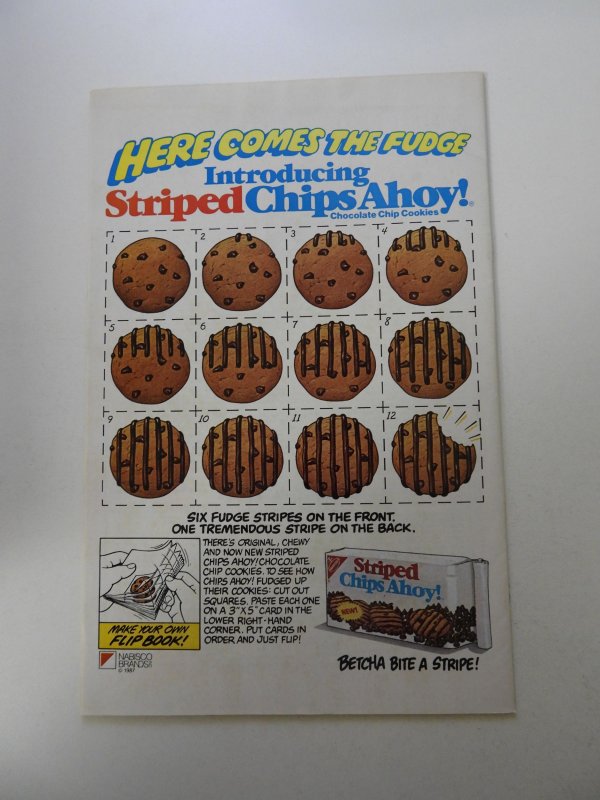 HERE COMES THE FUDGE
Introducing
Striped Chips Ahoy!®
Chocolate Chip Cookies
1
2
3
4
5
6
7
8
9
10
11
12
SIX FUDGE STRIPES ON THE FRONT.
ONE TREMENDOUS STRIPE ON THE BACK.
THERE'S ORIGINAL, CHEWY
AND NOW NEW STRIPED
CHIPS AHOY! CHOCOLATE
CHIP COOKIES. TO SEE HOW
CHIPS AHOY! FUDGED UP
THEIR COOKIES: CUT OUT
SQUARES. PASTE EACH ONE
ON A 3"X5" CARD IN THE
LOWER RIGHT-HAND
CORNER. PUT CARDS IN
ORDER AND JUST FLIP!
MAKE YOUR OWN
FLIP BOOK!
NABISCO
BRANDS
© 1987
Striped
Chips Ahoy!
NEW!
BETCHA BITE A STRIPE!